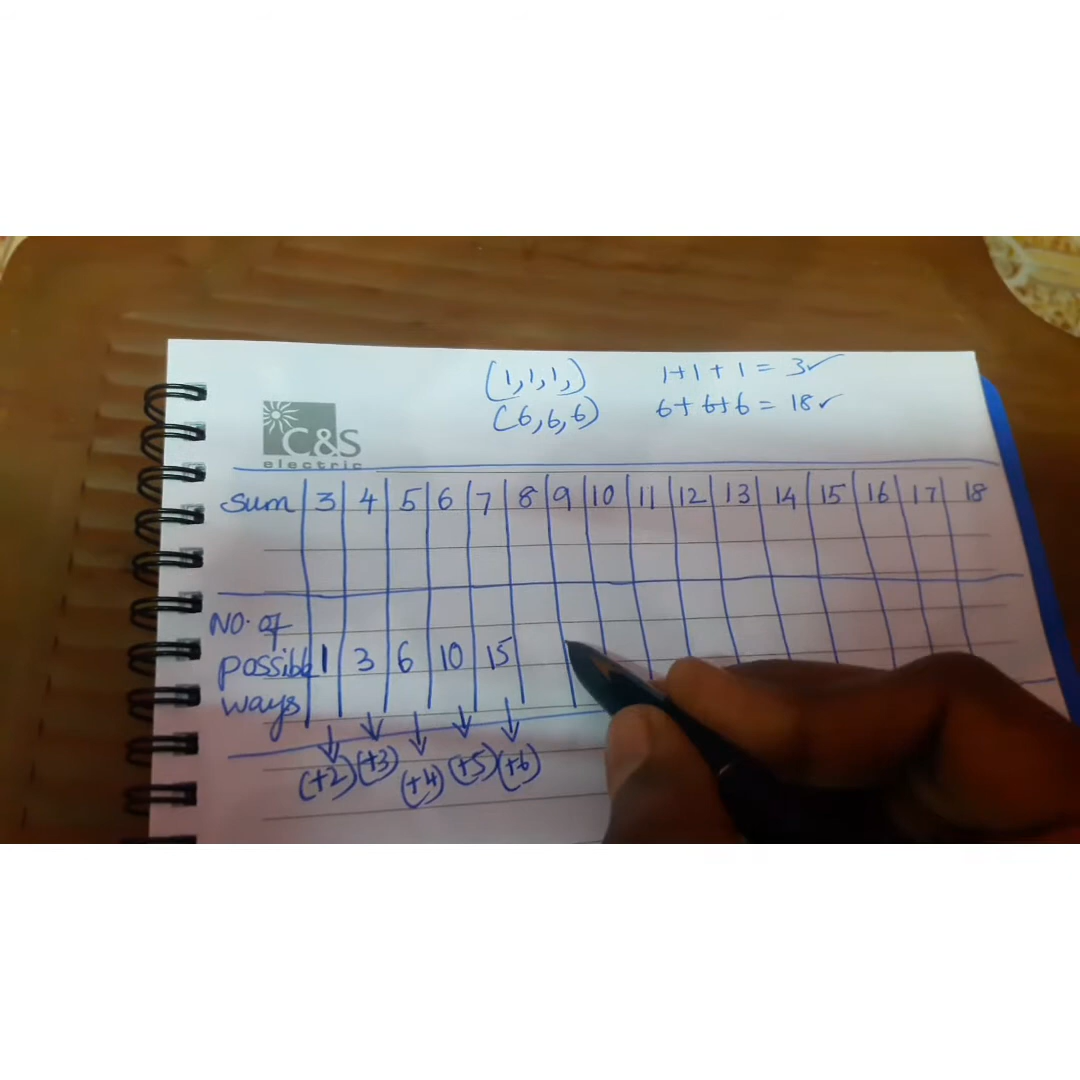 (1,1,1,) 1+1+1 = 3✓
(6,6,6) 6+6+6 = 18✓
C&S
electric
Sum 3 4 5 6 7 8 9 10 11 12 13 14 15 16 17 18
NO. of
possible 1 3 6 10 15
ways
(+2) (+3) (+4) (+5) (+6)